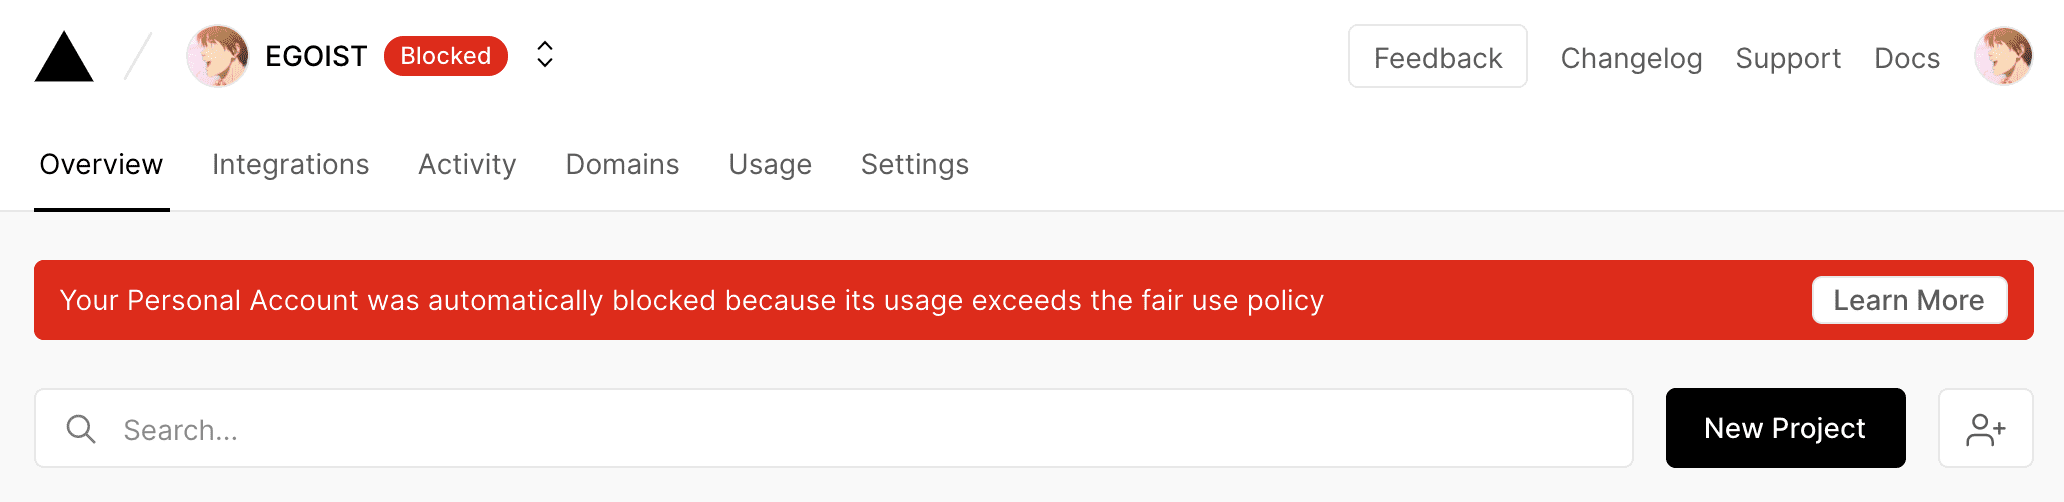 EGOIST Blocked Feedback Changelog Support Docs
Overview Integrations Activity Domains Usage Settings
Your Personal Account was automatically blocked because its usage exceeds the fair use policy Learn More
Search... New Project